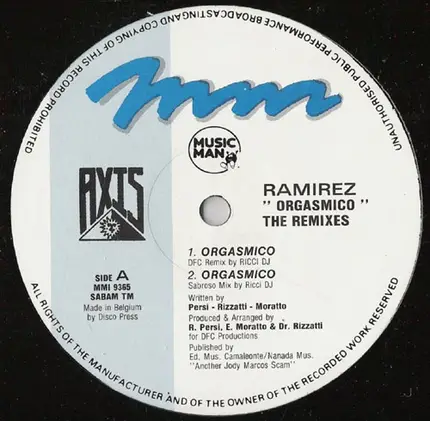 UNAUTHORISED PUBLIC PERFORMANCE BROADCASTING AND COPYING OF THIS RECORD PROHIBITED
mm
MUSIC
MAN
AXIS
RAMIREZ
" ORGASMICO "
THE REMIXES
1. ORGASMICO
DFC Remix by RICCI DJ
2. ORGASMICO
Sabroso Mix by Ricci DJ
SIDE A
MMI 9365
SABAM TM
Made in Belgium
by Disco Press
Written by
Persi - Rizzatti - Moratto
Produced & Arranged by
R. Persi, E. Moratto & Dr. Rizzatti
for DFC Productions
Published by
Ed. Mus. Camaleonte/Nanada Mus.
"Another Jody Marcos Scam"
ALL RIGHTS OF THE MANUFACTURER AND OF THE OWNER OF THE RECORDED WORK RESERVED